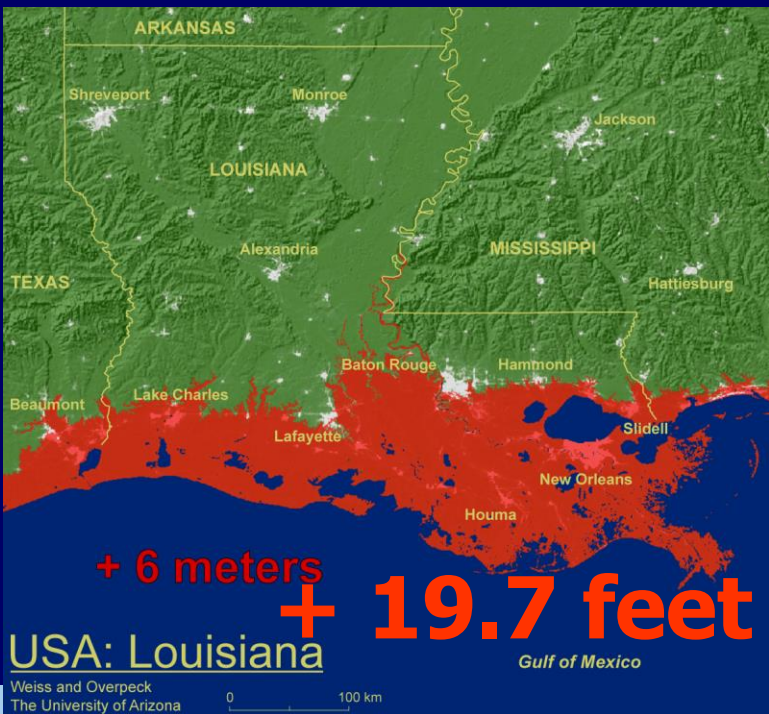 ARKANSAS
Shreveport
Monroe
Jackson
LOUISIANA
Alexandria
MISSISSIPPI
TEXAS
Hattiesburg
Baton Rouge
Hammond
Beaumont
Lake Charles
Lafayette
Slidell
New Orleans
Houma
+ 6 meters
+ 19.7 feet
USA: Louisiana
Gulf of Mexico
Weiss and Overpeck
The University of Arizona
0 100 km